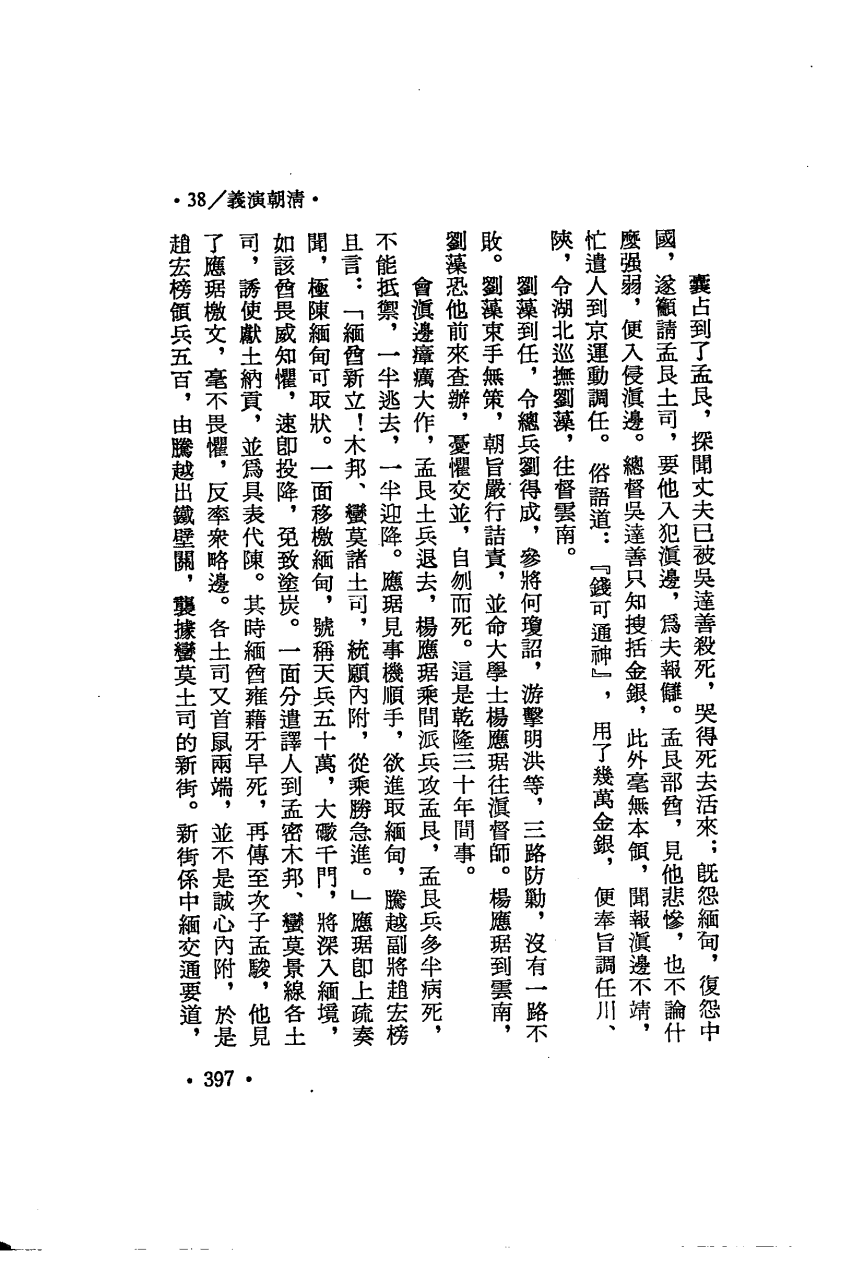 •38／義演朝清•
囊占到了孟艮，探聞丈夫已被吳達善殺死，哭得死去活來；旣怨緬甸，復怨中
國，遂籲請孟艮土司，要他入犯滇邊，爲夫報讎。孟艮部酋，見他悲慘，也不論什
麼强弱，便入侵滇邊。總督吳達善只知搜括金銀，此外毫無本領，聞報滇邊不靖，
忙遣人到京運動調任。俗語道：『錢可通神』，用了幾萬金銀，便奉旨調任川、
陝，令湖北巡撫劉藻，往督雲南。
劉藻到任，令總兵劉得成，參將何瓊詔，游擊明洪等，三路防勦，沒有一路不
敗。劉藻束手無策，朝旨嚴行詰責，並命大學士楊應琚往滇督師。楊應琚到雲南，
劉藻恐他前來查辦，憂懼交並，自刎而死。這是乾隆三十年間事。
會滇邊瘴癘大作，孟艮土兵退去，楊應琚乘間派兵攻孟艮，孟艮兵多半病死，
不能抵禦，一半逃去，一半迎降。應琚見事機順手，欲進取緬甸，騰越副將趙宏榜
且言：「緬酋新立！木邦、蠻莫諸土司，統願內附，從乘勝急進。」應琚卽上疏奏
聞，極陳緬甸可取狀。一面移檄緬甸，號稱天兵五十萬，大礮千門，將深入緬境，
如該酋畏威知懼，速卽投降，免致塗炭。一面分遣譯人到孟密木邦、蠻莫景線各土
司，誘使獻土納貢，並爲具表代陳。其時緬酋雍藉牙早死，再傳至次子孟駿，他見
了應琚檄文，毫不畏懼，反率衆略邊。各土司又首鼠兩端，並不是誠心內附，於是
趙宏榜領兵五百，由騰越出鐵壁關，襲據蠻莫土司的新街。新街係中緬交通要道，
•397•